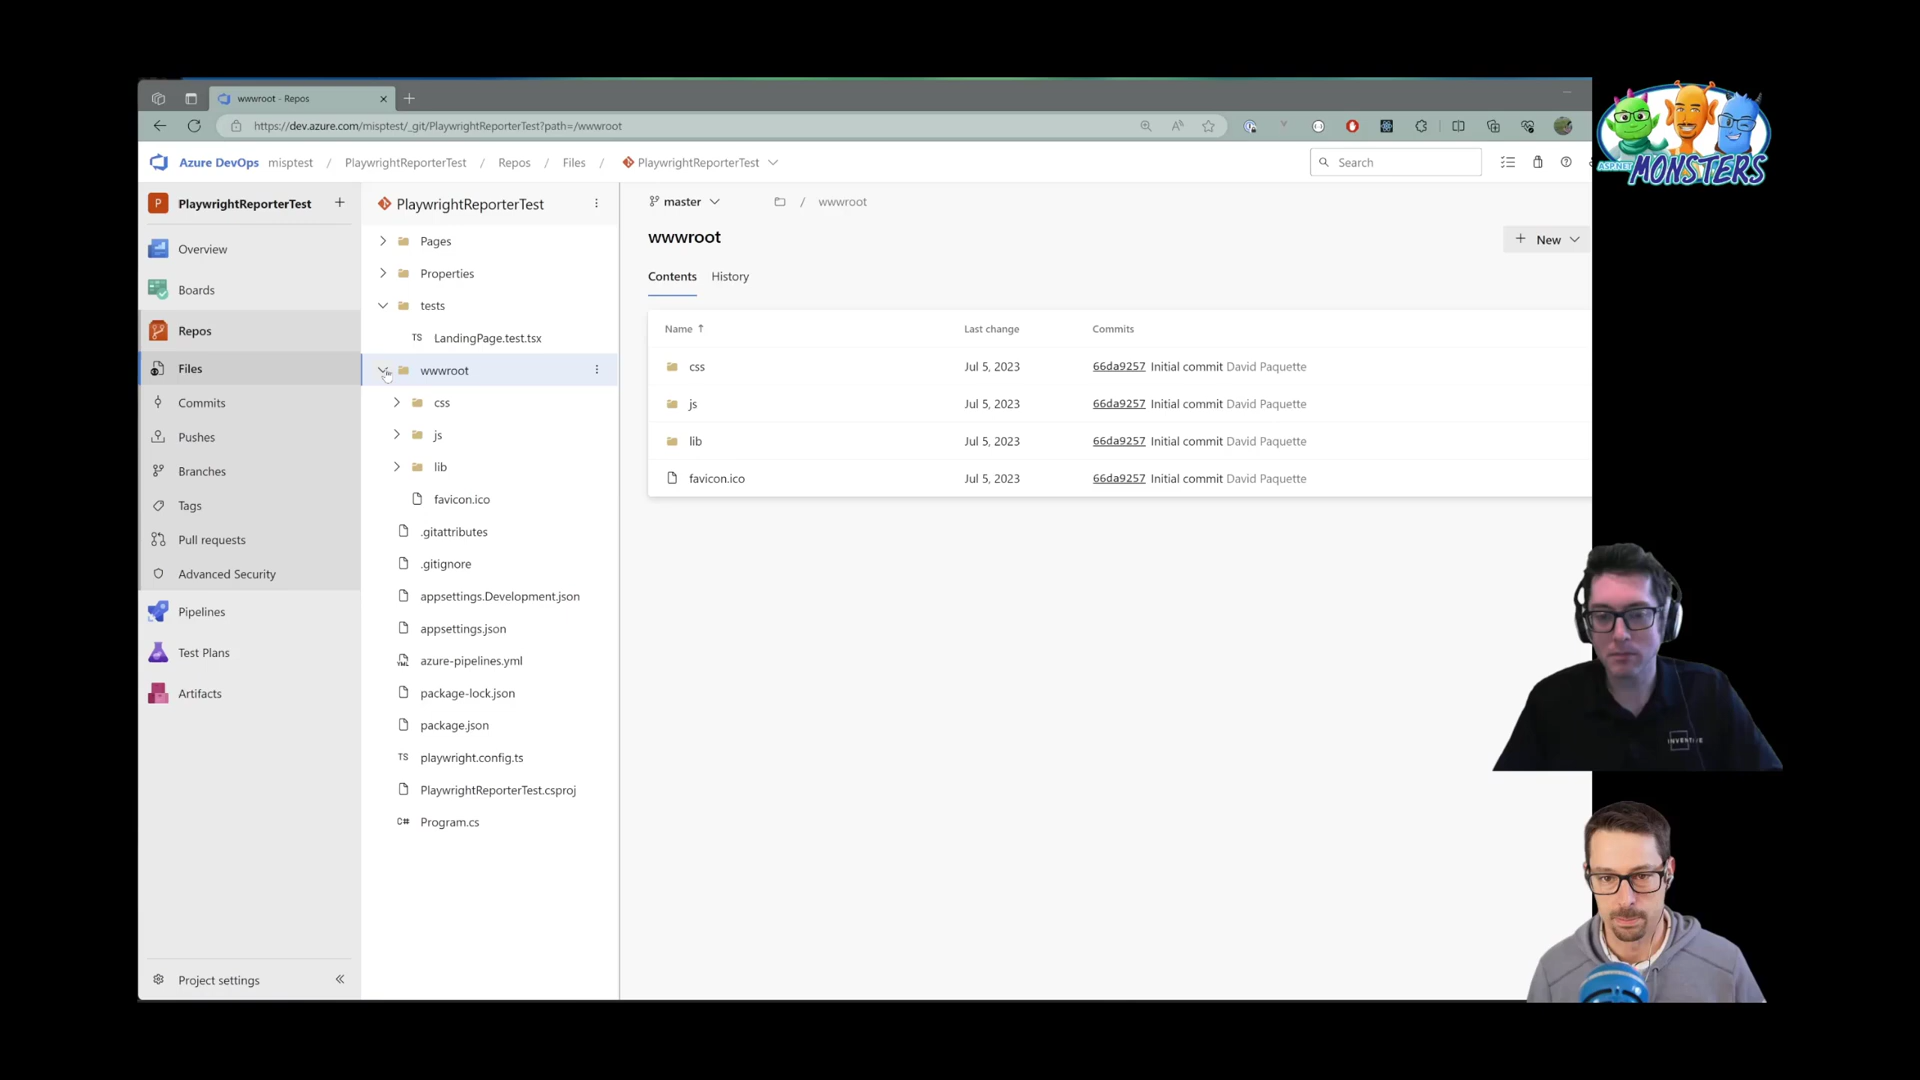 wwwroot - Repos
https://dev.azure.com/misptest/_git/PlaywrightReporterTest?path=/wwwroot
ASP.NET
MONSTERS
Azure DevOps misptest / PlaywrightReporterTest / Repos / Files / PlaywrightReporterTest
Search
P PlaywrightReporterTest
Overview
Boards
Repos
Files
Commits
Pushes
Branches
Tags
Pull requests
Advanced Security
Pipelines
Test Plans
Artifacts
Project settings
PlaywrightReporterTest
Pages
Properties
tests
TS LandingPage.test.tsx
wwwroot
css
js
lib
favicon.ico
.gitattributes
.gitignore
appsettings.Development.json
appsettings.json
YML azure-pipelines.yml
package-lock.json
package.json
TS playwright.config.ts
PlaywrightReporterTest.csproj
C# Program.cs
master / wwwroot
wwwroot
New
Contents History
Name Last change Commits
css Jul 5, 2023 66da9257 Initial commit David Paquette
js Jul 5, 2023 66da9257 Initial commit David Paquette
lib Jul 5, 2023 66da9257 Initial commit David Paquette
favicon.ico Jul 5, 2023 66da9257 Initial commit David Paquette
INVENTIVE